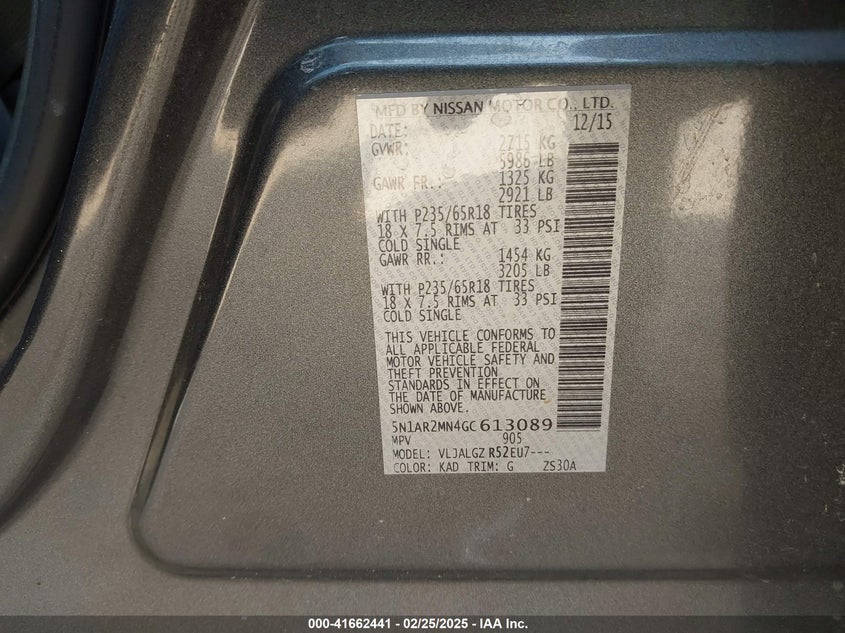 MFD BY NISSAN MOTOR CO., LTD.
DATE: 12/15
GVWR: 2715 KG
5986 LB
GAWR FR.: 1325 KG
2921 LB
WITH P235/65R18 TIRES
18 X 7.5 RIMS AT 33 PSI
COLD SINGLE
GAWR RR.: 1454 KG
3205 LB
WITH P235/65R18 TIRES
18 X 7.5 RIMS AT 33 PSI
COLD SINGLE
THIS VEHICLE CONFORMS TO
ALL APPLICABLE FEDERAL
MOTOR VEHICLE SAFETY AND
THEFT PREVENTION
STANDARDS IN EFFECT ON
THE DATE OF MANUFACTURE
SHOWN ABOVE.
5N1AR2MN4GC613089
MPV 905
MODEL: VLJALGZ R52EU7---
COLOR: KAD TRIM: G ZS30A
000-41662441 - 02/25/2025 - IAA Inc.